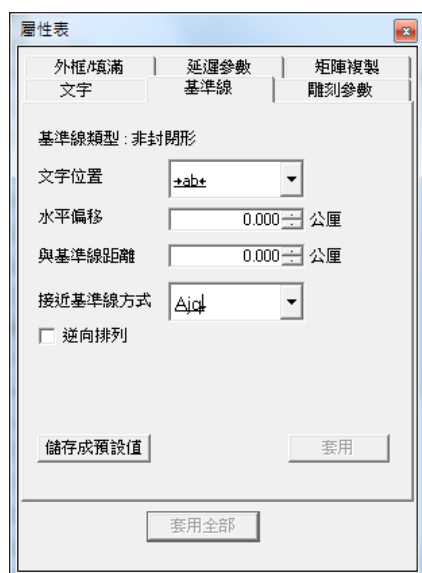 屬性表
外框/填滿 延遲參數 矩陣複製
文字 基準線 雕刻參數
基準線類型 : 非封閉形
文字位置 →ab←
水平偏移 0.000 公厘
與基準線距離 0.000 公厘
接近基準線方式 Ajq
逆向排列
儲存成預設值 套用
套用全部